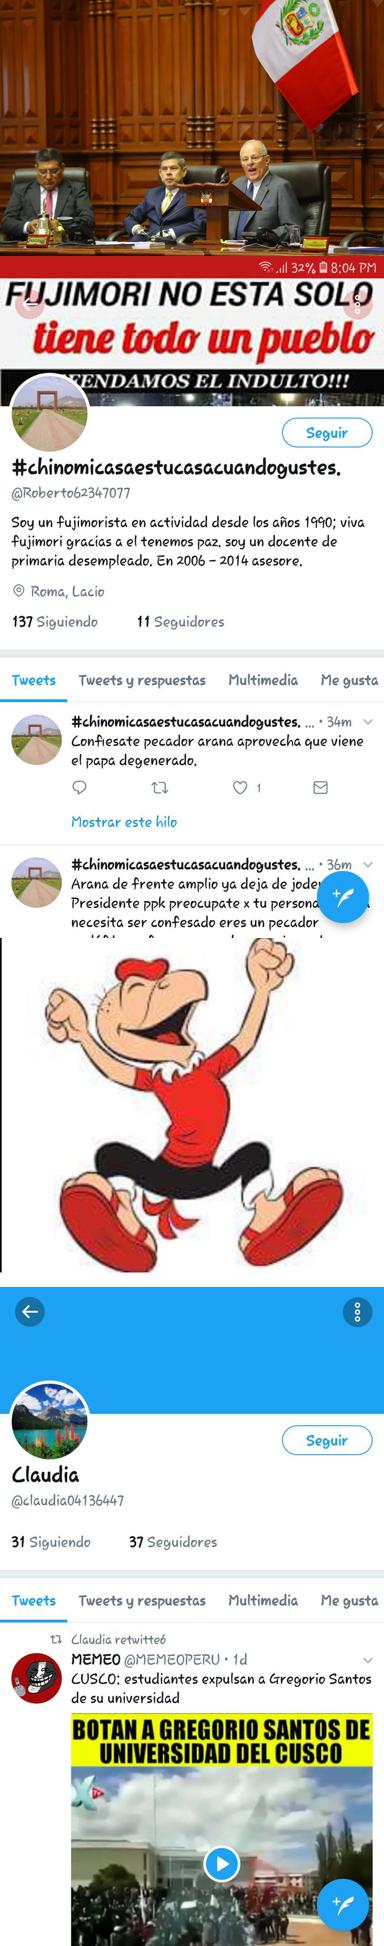 32% 8:04 PM
FUJIMORI NO ESTA SOLO
tiene todo un pueblo
FENDAMOS EL INDULTO!!!
Seguir
#chinomicasaestucasacuandogustes.
@Roberto62347077
Soy un fujimorista en actividad desde los años 1990; viva
fujimori gracias a el tenemos paz. soy un docente de
primaria desempleado. En 2006 - 2014 asesore.
Roma, Lacio
137 Siguiendo 11 Seguidores
Tweets Tweets y respuestas Multimedia Me gusta
#chinomicasaestucasacuandogustes. ... • 34m
Confiesate pecador arana aprovecha que viene
el papa degenerado.
1
Mostrar este hilo
#chinomicasaestucasacuandogustes. ... • 36m
Arana de frente amplio ya deja de joder
Presidente ppk preocupate x tu persona
necesita ser confesado eres un pecador
Seguir
Claudia
@claudia04136447
31 Siguiendo 37 Seguidores
Tweets Tweets y respuestas Multimedia Me gusta
Claudia retwitteó
MEMEO @MEMEOPERU • 1d
CUSCO: estudiantes expulsan a Gregorio Santos
de su universidad
BOTAN A GREGORIO SANTOS DE
UNIVERSIDAD DEL CUSCO